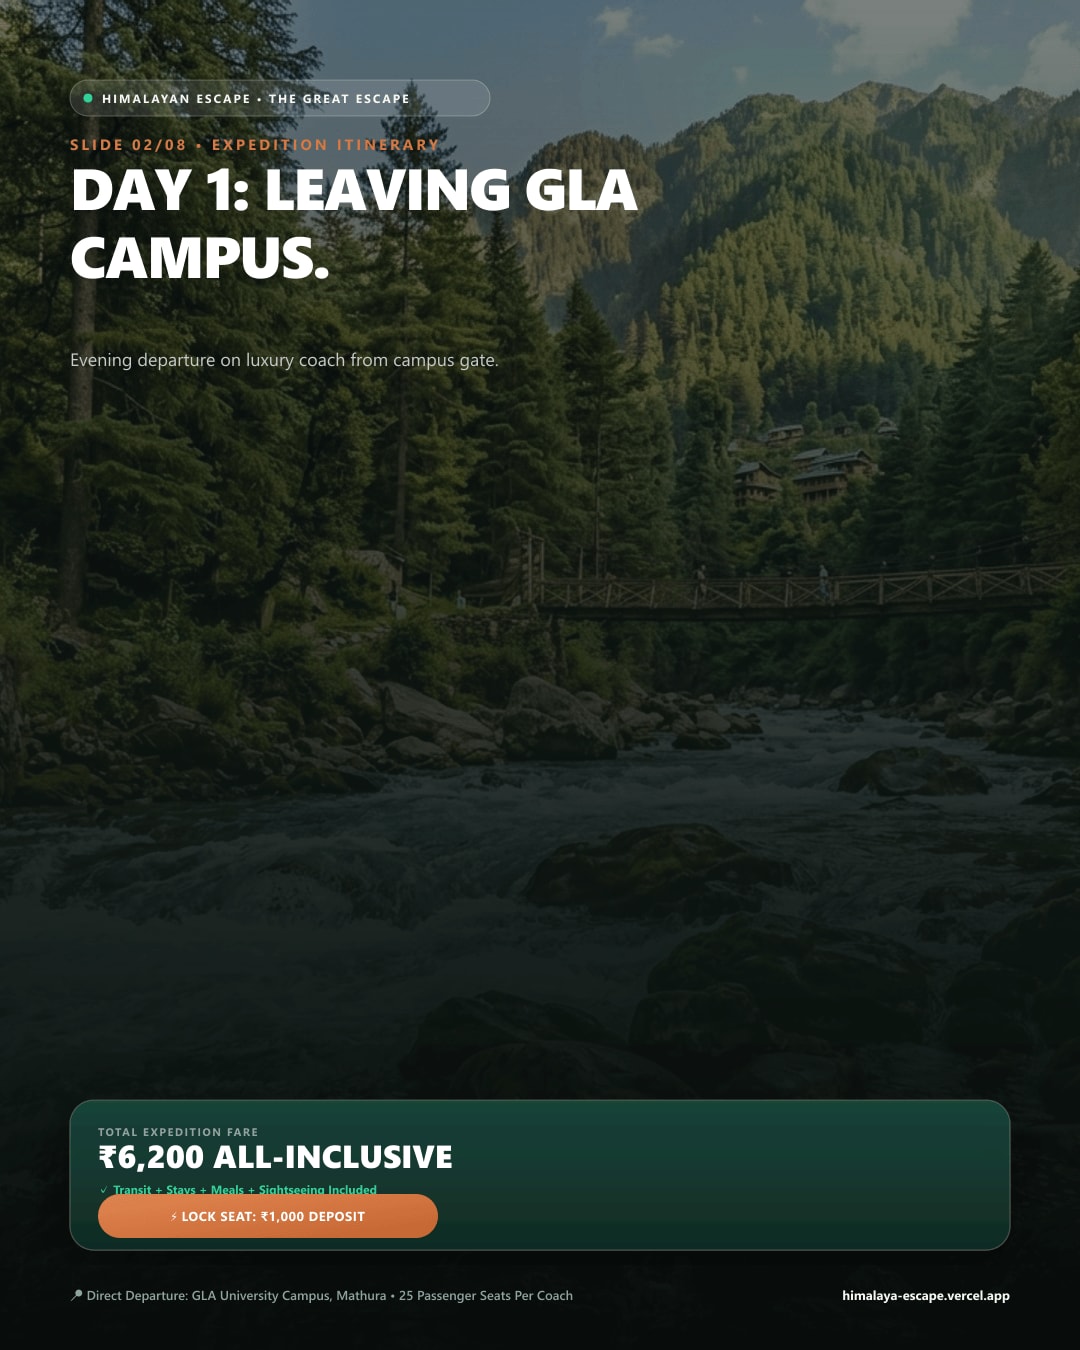 HIMALAYAN ESCAPE • THE GREAT ESCAPE
SLIDE 02/08 • EXPEDITION ITINERARY
DAY 1: LEAVING GLA
CAMPUS.
Evening departure on luxury coach from campus gate.
TOTAL EXPEDITION FARE
₹6,200 ALL-INCLUSIVE
✓ Transit + Stays + Meals + Sightseeing Included
⚡ LOCK SEAT: ₹1,000 DEPOSIT
📍 Direct Departure: GLA University Campus, Mathura • 25 Passenger Seats Per Coach
himalaya-escape.vercel.app